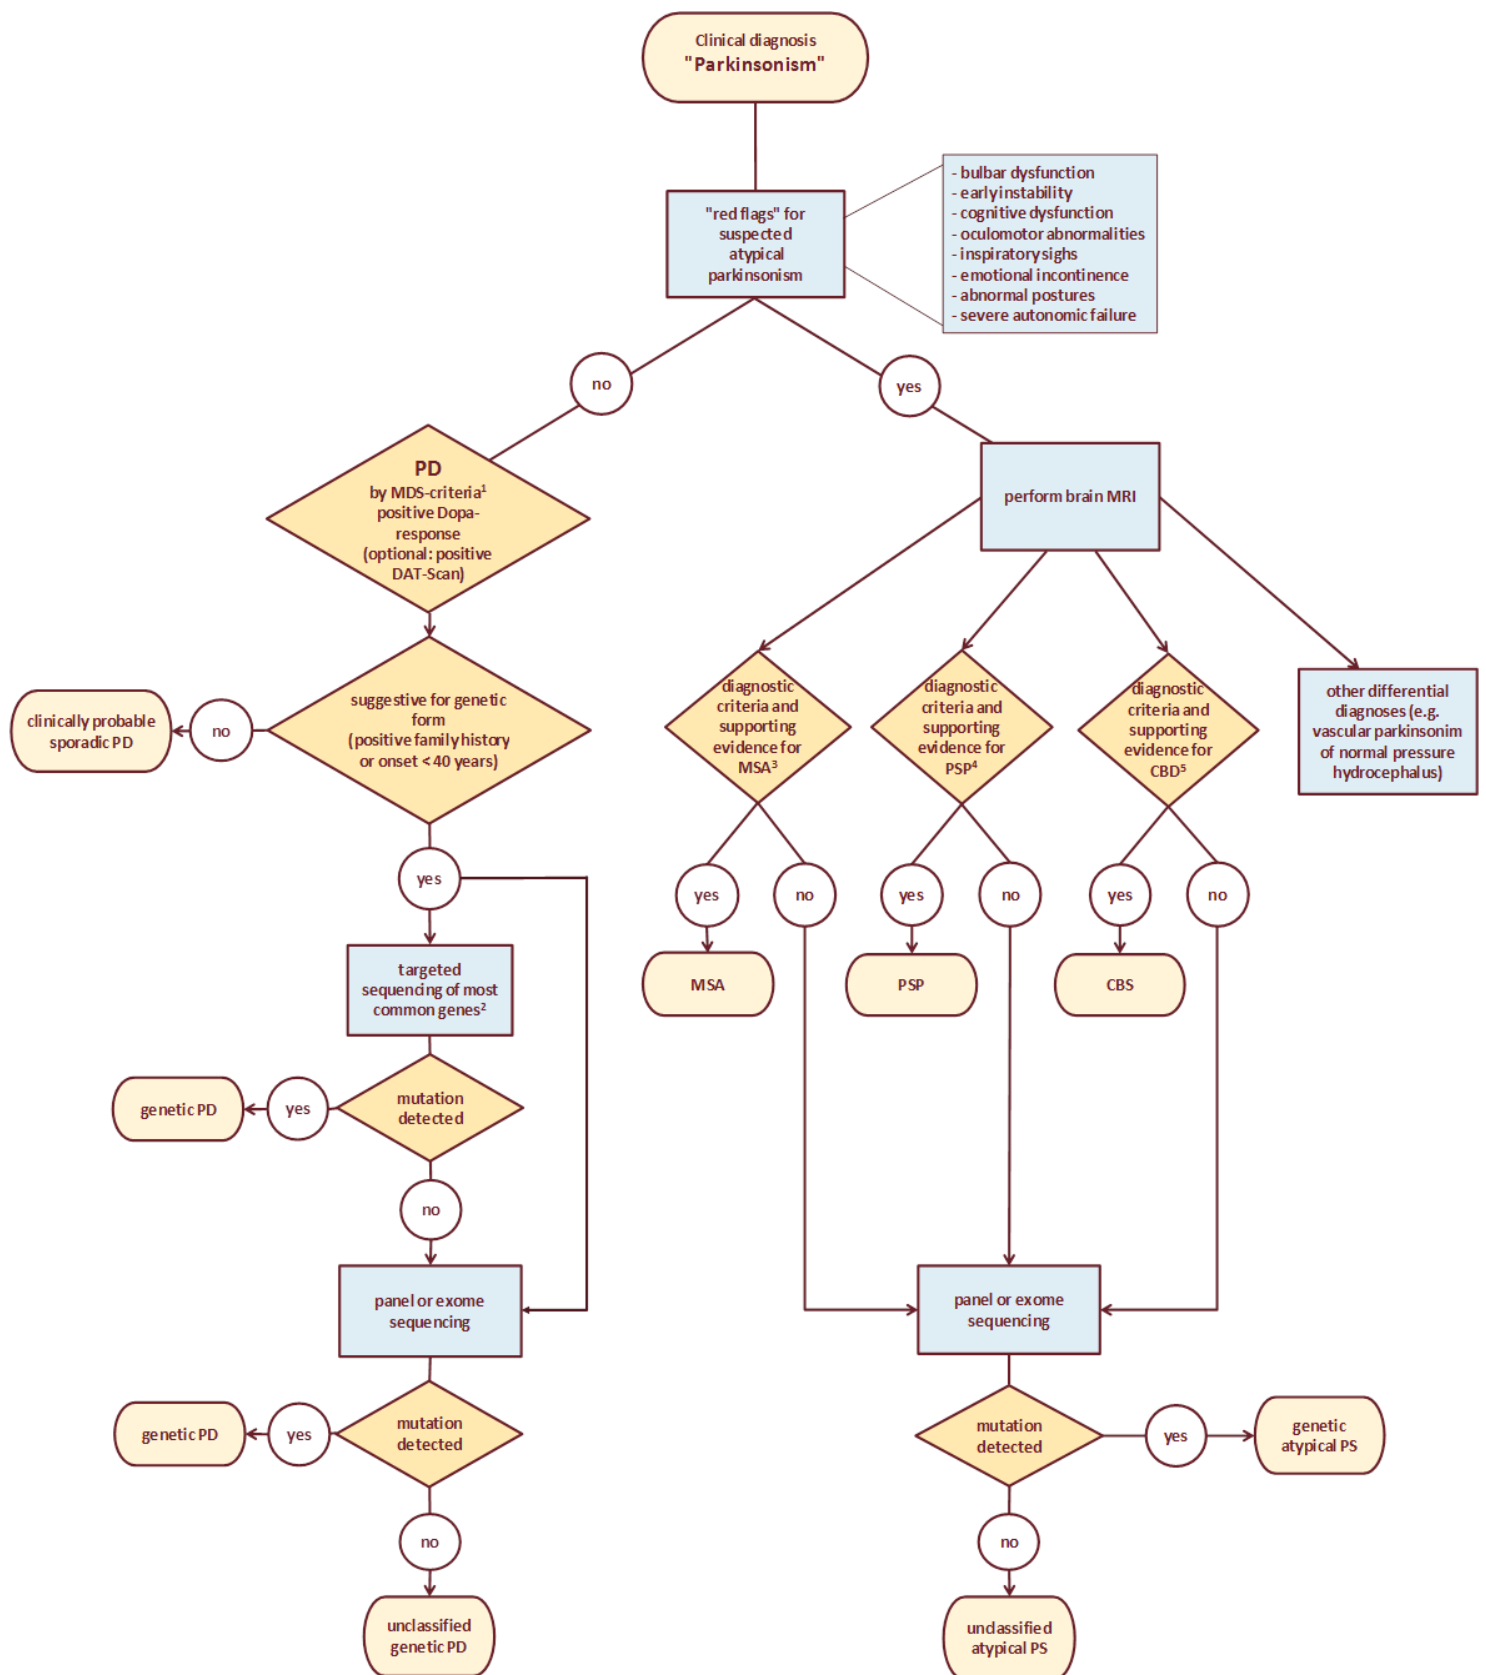 Clinical diagnosis
"Parkinsonism"
"red flags" for
suspected
atypical
parkinsonism
- bulbar dysfunction
- early instability
- cognitive dysfunction
- oculomotor abnormalities
- inspiratory sighs
- emotional incontinence
- abnormal postures
- severe autonomic failure
no
yes
PD
by MDS-criteria¹
positive Dopa-
response
(optional: positive
DAT-Scan)
perform brain MRI
suggestive for genetic
form
(positive family history
or onset < 40 years)
no
clinically probable
sporadic PD
diagnostic
criteria and
supporting
evidence for
MSA³
diagnostic
criteria and
supporting
evidence for
PSP⁴
diagnostic
criteria and
supporting
evidence for
CBD⁵
other differential
diagnoses (e.g.
vascular parkinsonim
of normal pressure
hydrocephalus)
yes
yes
no
yes
no
yes
no
targeted
sequencing of most
common genes²
MSA
PSP
CBS
mutation
detected
yes
genetic PD
no
panel or exome
sequencing
panel or exome
sequencing
mutation
detected
yes
genetic PD
mutation
detected
yes
genetic
atypical PS
no
no
unclassified
genetic PD
unclassified
atypical PS